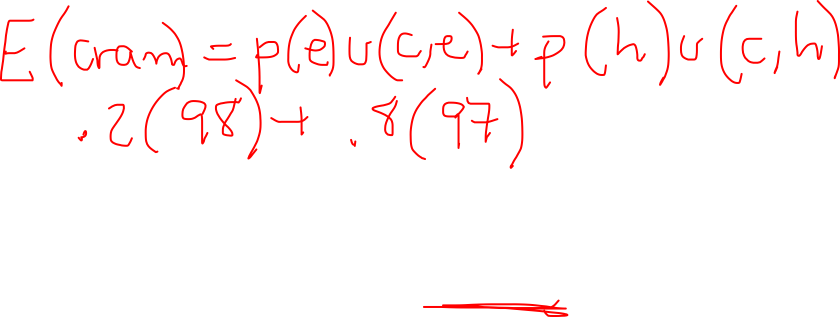 E(cram) = p(e)u(c,e) + p(h)u(c,h)
.2(98) + .8(97)